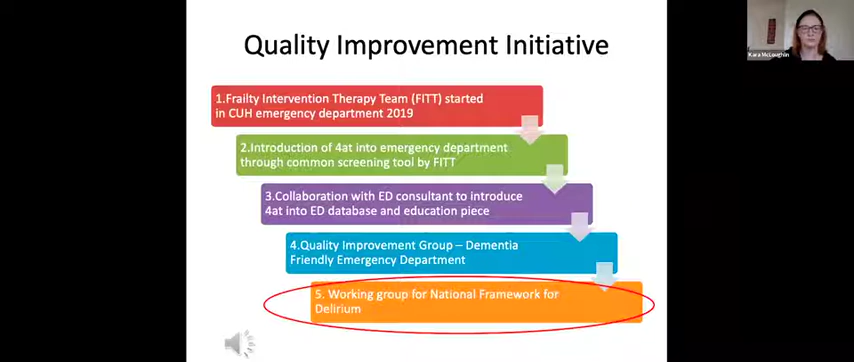 Quality Improvement Initiative
1.Frailty Intervention Therapy Team (FITT) started
in CUH emergency department 2019
2.Introduction of 4at into emergency department
through common screening tool by FITT
3.Collaboration with ED consultant to introduce
4at into ED database and education piece
4.Quality Improvement Group – Dementia
Friendly Emergency Department
5. Working group for National Framework for
Delirium
Kara McLoughlin